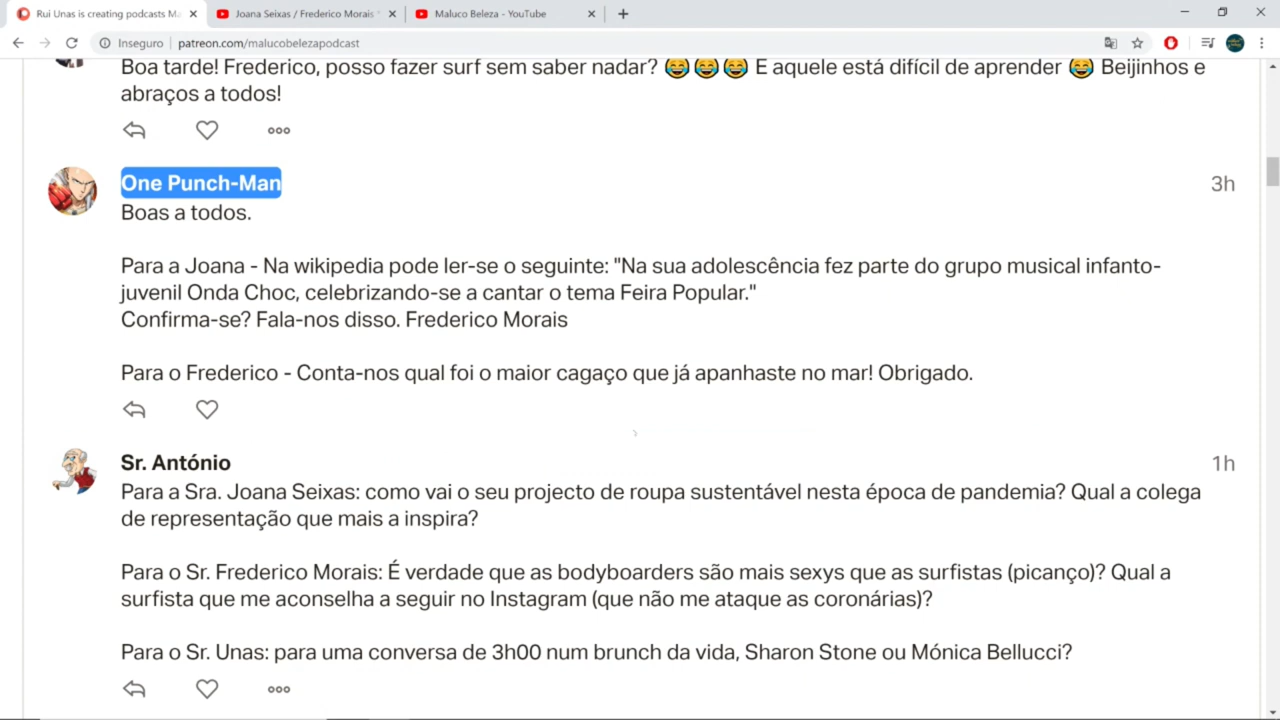 Rui Unas is creating podcasts Ma
Joana Seixas / Frederico Morais
Maluco Beleza - YouTube
Inseguro
patreon.com/malucobelezapodcast
Boa tarde! Frederico, posso fazer surf sem saber nadar? 😂😂😂 E aquele está difícil de aprender 😂 Beijinhos e
abraços a todos!
One Punch-Man
3h
Boas a todos.
Para a Joana - Na wikipedia pode ler-se o seguinte: "Na sua adolescência fez parte do grupo musical infanto-
juvenil Onda Choc, celebrizando-se a cantar o tema Feira Popular."
Confirma-se? Fala-nos disso. Frederico Morais
Para o Frederico - Conta-nos qual foi o maior cagaço que já apanhaste no mar! Obrigado.
Sr. António
1h
Para a Sra. Joana Seixas: como vai o seu projecto de roupa sustentável nesta época de pandemia? Qual a colega
de representação que mais a inspira?
Para o Sr. Frederico Morais: É verdade que as bodyboarders são mais sexys que as surfistas (picanço)? Qual a
surfista que me aconselha a seguir no Instagram (que não me ataque as coronárias)?
Para o Sr. Unas: para uma conversa de 3h00 num brunch da vida, Sharon Stone ou Mónica Bellucci?